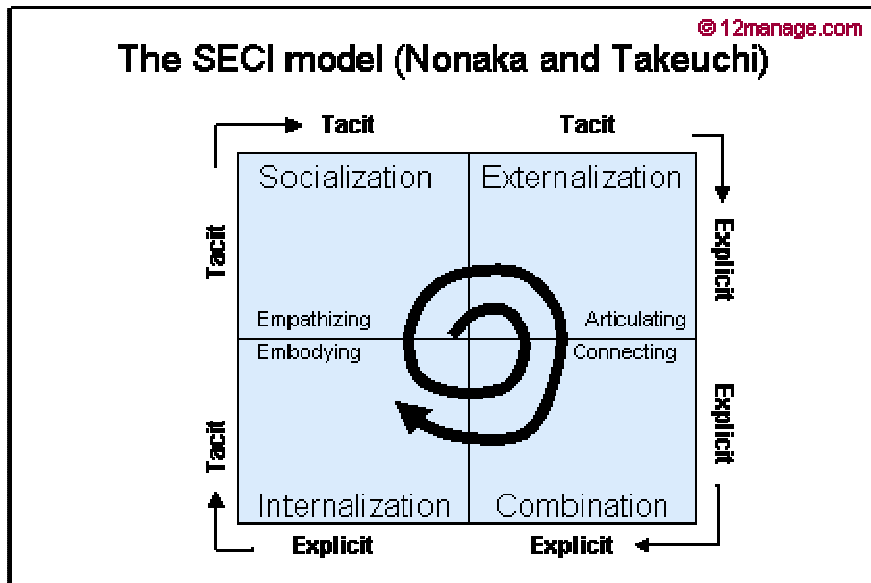 © 12manage.com
The SECI model (Nonaka and Takeuchi)
Tacit
Tacit
Socialization
Externalization
Tacit
Explicit
Empathizing
Articulating
Embodying
Connecting
Tacit
Explicit
Internalization
Combination
Explicit
Explicit